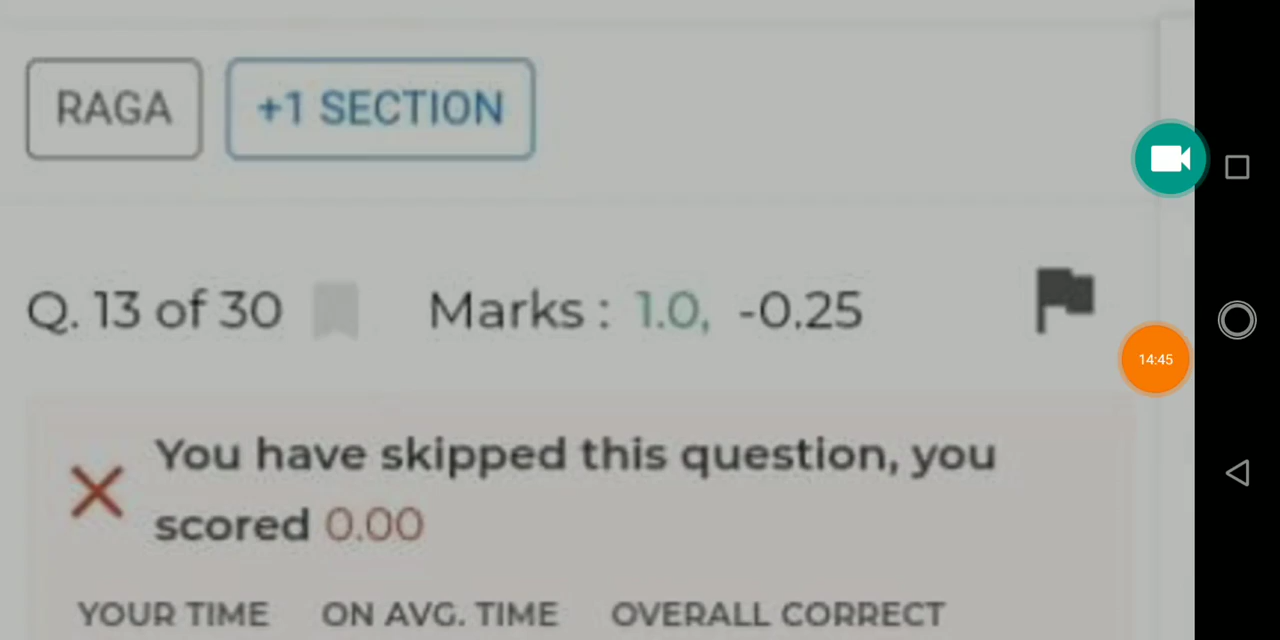 RAGA +1 SECTION
Q. 13 of 30 Marks : 1.0, -0.25
14:45
You have skipped this question, you
scored 0.00
YOUR TIME ON AVG. TIME OVERALL CORRECT